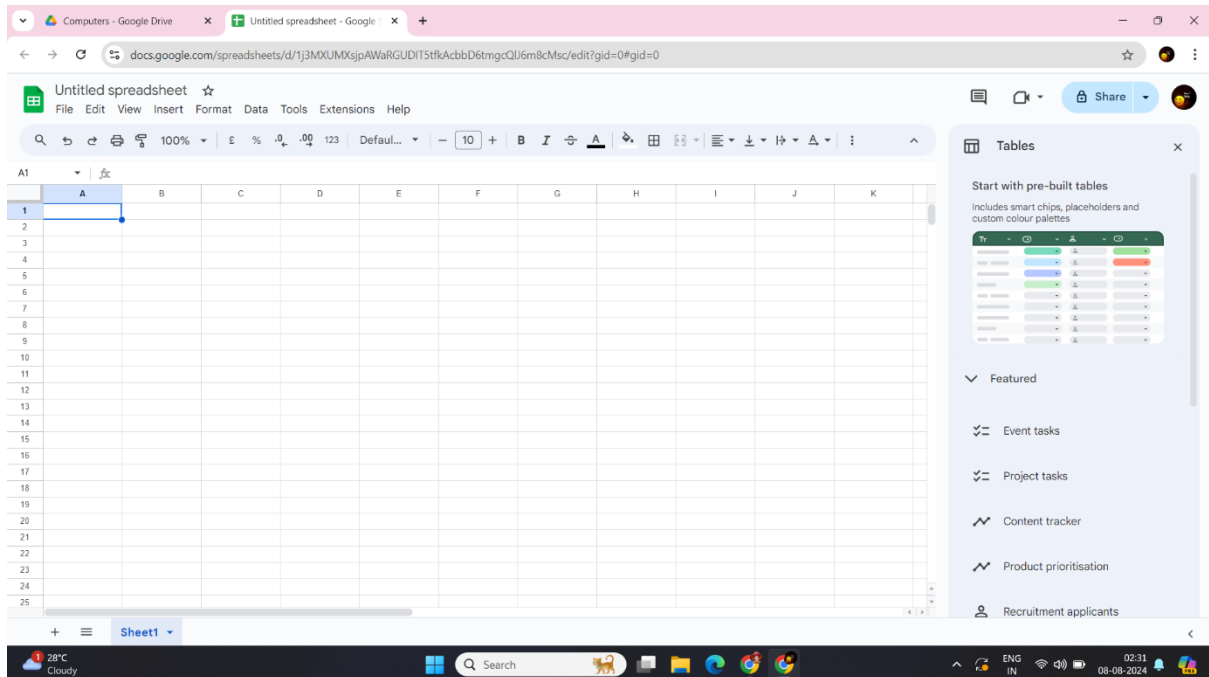 Computers - Google Drive
Untitled spreadsheet - Google
docs.google.com/spreadsheets/d/1j3MXUMXsjpAWaRGUDIT5tfkAcbbD6tmgcQlJ6m8cMsc/edit?gid=0#gid=0
Untitled spreadsheet
File Edit View Insert Format Data Tools Extensions Help
Share
100% £ % .0 .00 123 Defaul... 10 B I A
A1 fx
A B C D E F G H I J K
1
2
3
4
5
6
7
8
9
10
11
12
13
14
15
16
17
18
19
20
21
22
23
24
25
Tables
Start with pre-built tables
Includes smart chips, placeholders and
custom colour palettes
Tт
Featured
Event tasks
Project tasks
Content tracker
Product prioritisation
Recruitment applicants
Sheet1
1 28°C
Cloudy
Search
ENG
IN
02:31
08-08-2024